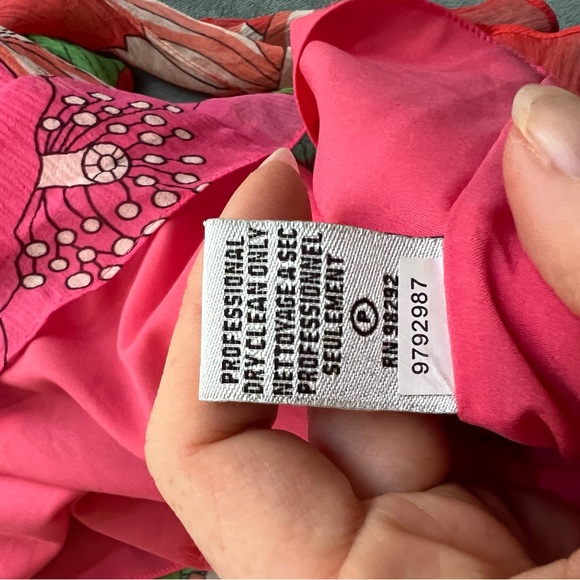 PROFESSIONAL
DRY CLEAN ONLY
NETTOYAGE A SEC
PROFESSIONNEL
SEULEMENT
P
RN 98292
9792987